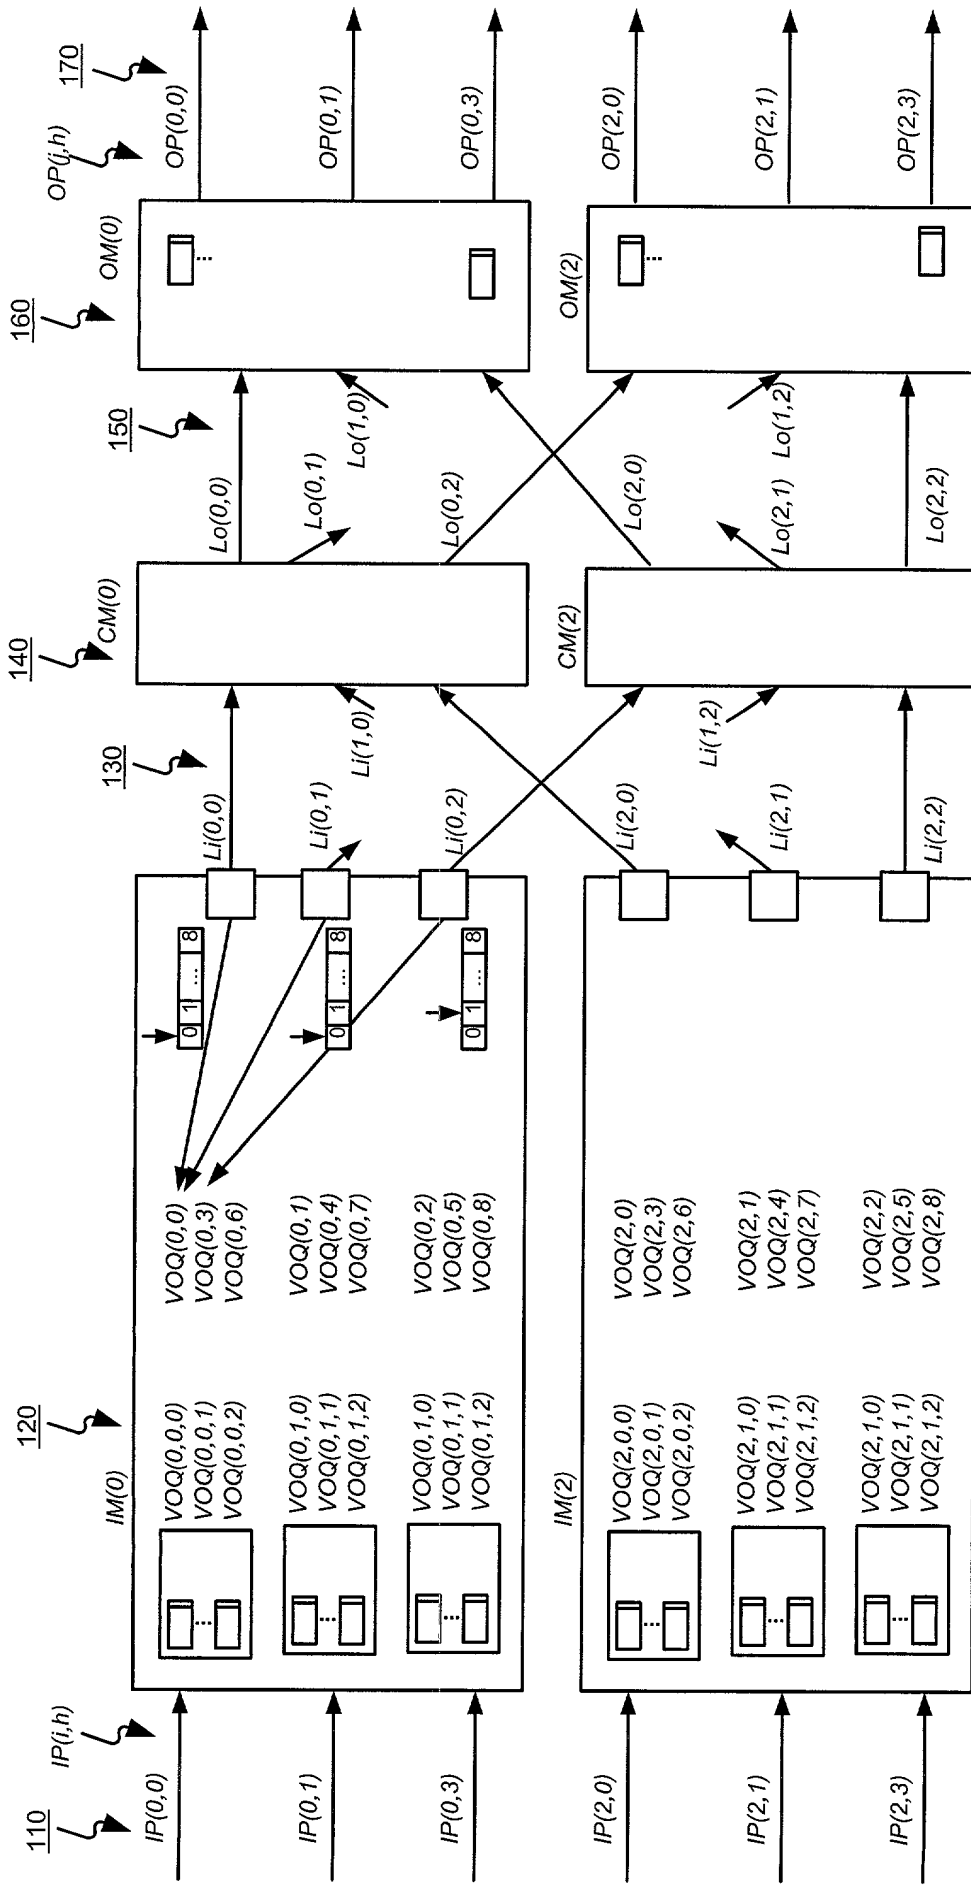 110
IP(i,h)
IP(0,0)
IP(0,1)
IP(0,3)
IP(2,0)
IP(2,1)
IP(2,3)
120
IM(0)
VOQ(0,0,0)
VOQ(0,0,1)
VOQ(0,0,2)
VOQ(0,1,0)
VOQ(0,1,1)
VOQ(0,1,2)
VOQ(0,1,0)
VOQ(0,1,1)
VOQ(0,1,2)
VOQ(0,0)
VOQ(0,3)
VOQ(0,6)
VOQ(0,1)
VOQ(0,4)
VOQ(0,7)
VOQ(0,2)
VOQ(0,5)
VOQ(0,8)
0 1 ... 8
0 1 ... 8
0 1 ... 8
IM(2)
VOQ(2,0,0)
VOQ(2,0,1)
VOQ(2,0,2)
VOQ(2,1,0)
VOQ(2,1,1)
VOQ(2,1,2)
VOQ(2,1,0)
VOQ(2,1,1)
VOQ(2,1,2)
VOQ(2,0)
VOQ(2,3)
VOQ(2,6)
VOQ(2,1)
VOQ(2,4)
VOQ(2,7)
VOQ(2,2)
VOQ(2,5)
VOQ(2,8)
130
Li(0,0)
Li(0,1)
Li(1,0)
Li(0,2)
Li(2,0)
Li(1,2)
Li(2,1)
Li(2,2)
140
CM(0)
CM(2)
150
Lo(0,0)
Lo(0,1)
Lo(1,0)
Lo(0,2)
Lo(2,0)
Lo(1,2)
Lo(2,1)
Lo(2,2)
160
OM(0)
OM(2)
170
OP(j,h)
OP(0,0)
OP(0,1)
OP(0,3)
OP(2,0)
OP(2,1)
OP(2,3)